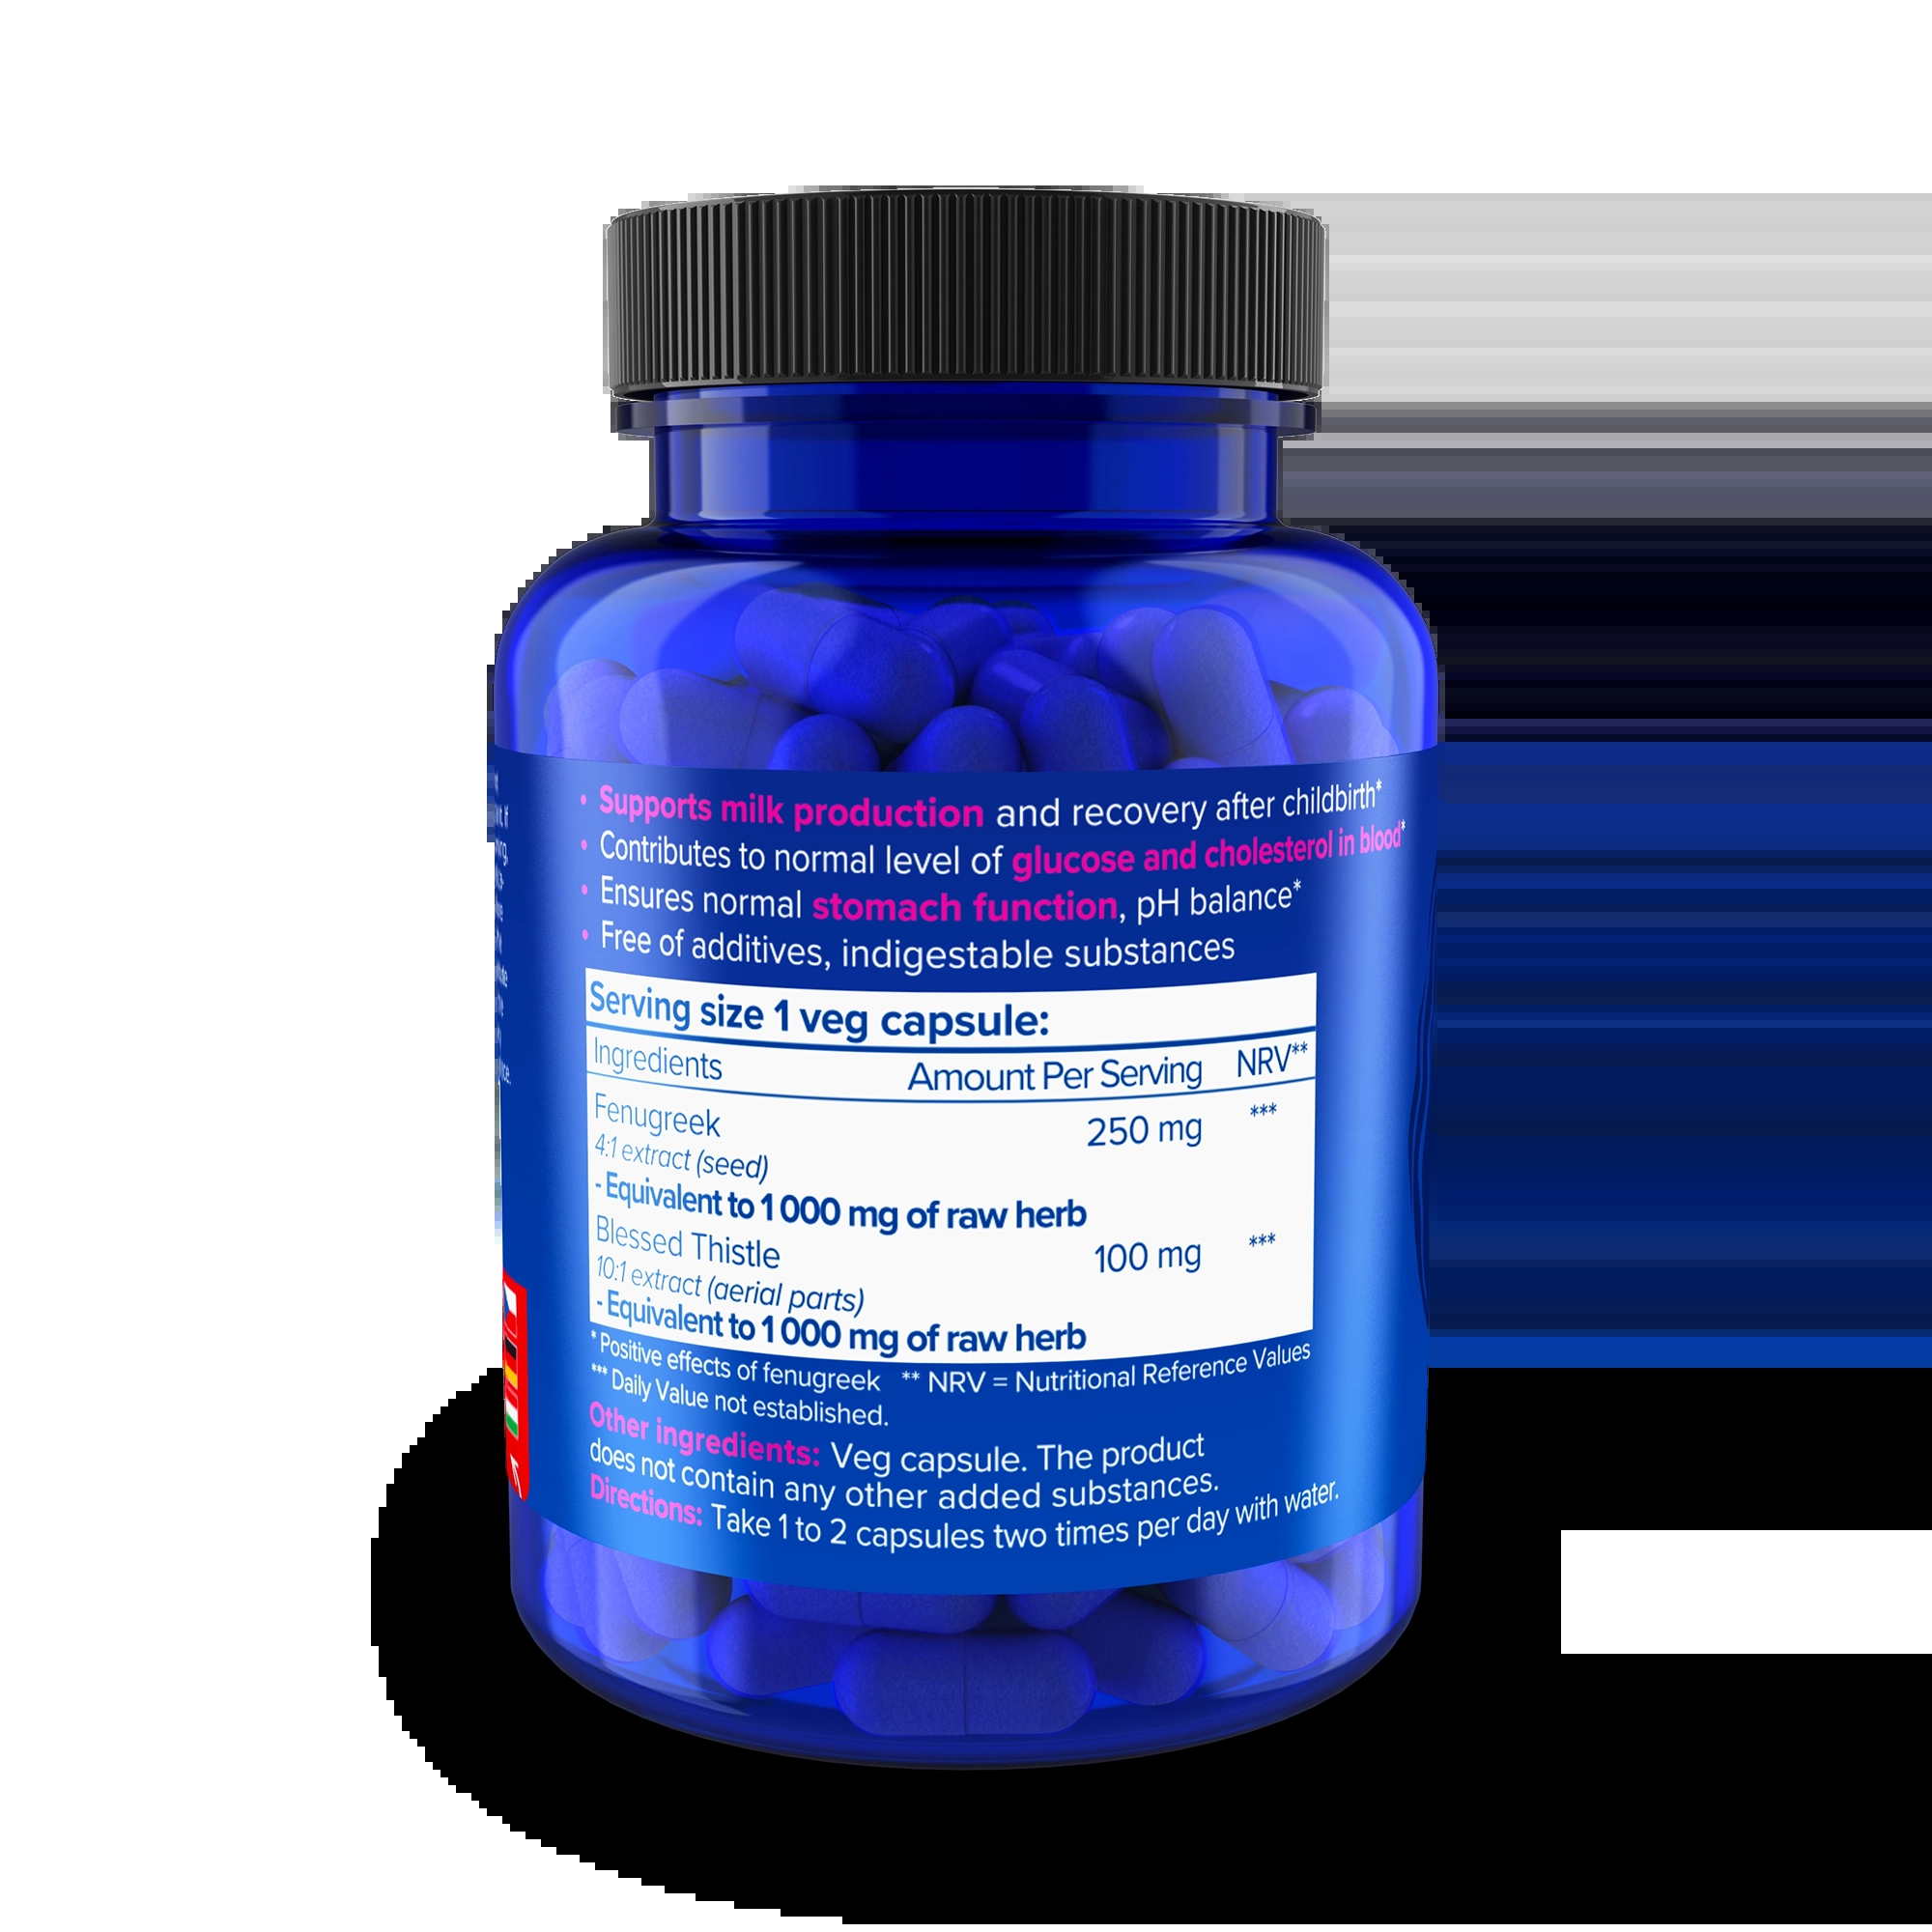 • Supports milk production and recovery after childbirth*
• Contributes to normal level of glucose and cholesterol in blood*
• Ensures normal stomach function, pH balance*
• Free of additives, indigestable substances
Serving size 1 veg capsule:
Ingredients Amount Per Serving NRV**
Fenugreek 250 mg ***
4:1 extract (seed)
- Equivalent to 1 000 mg of raw herb
Blessed Thistle 100 mg ***
10:1 extract (aerial parts)
- Equivalent to 1 000 mg of raw herb
* Positive effects of fenugreek ** NRV = Nutritional Reference Values
*** Daily Value not established.
Other ingredients: Veg capsule. The product
does not contain any other added substances.
Directions: Take 1 to 2 capsules two times per day with water.